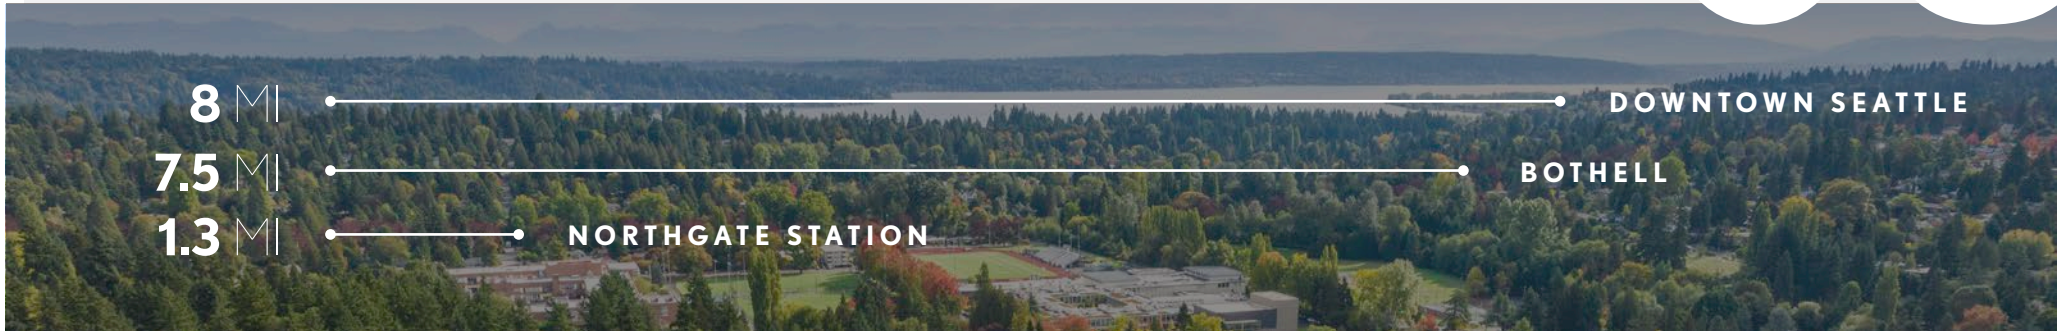 8 MI DOWNTOWN SEATTLE
7.5 MI BOTHELL
1.3 MI NORTHGATE STATION